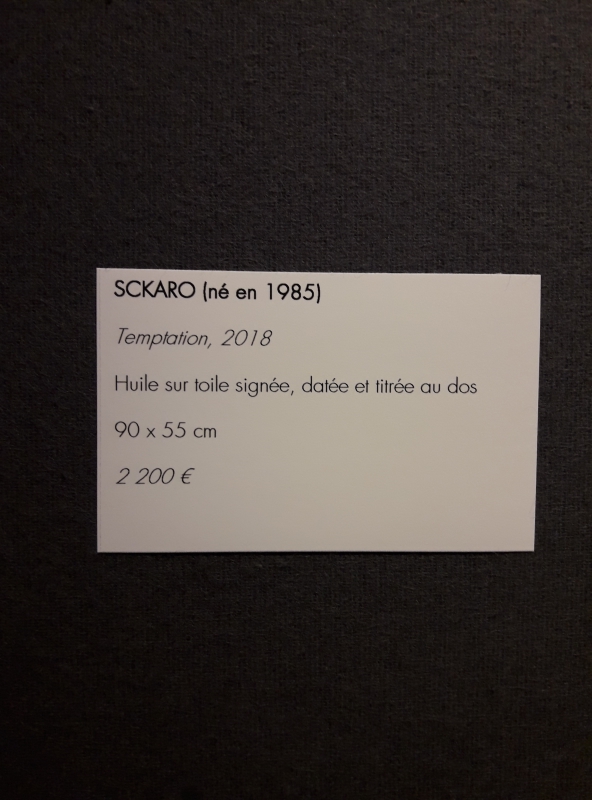 SCKARO (né en 1985)
Temptation, 2018
Huile sur toile signée, datée et titrée au dos
90 x 55 cm
2 200 €